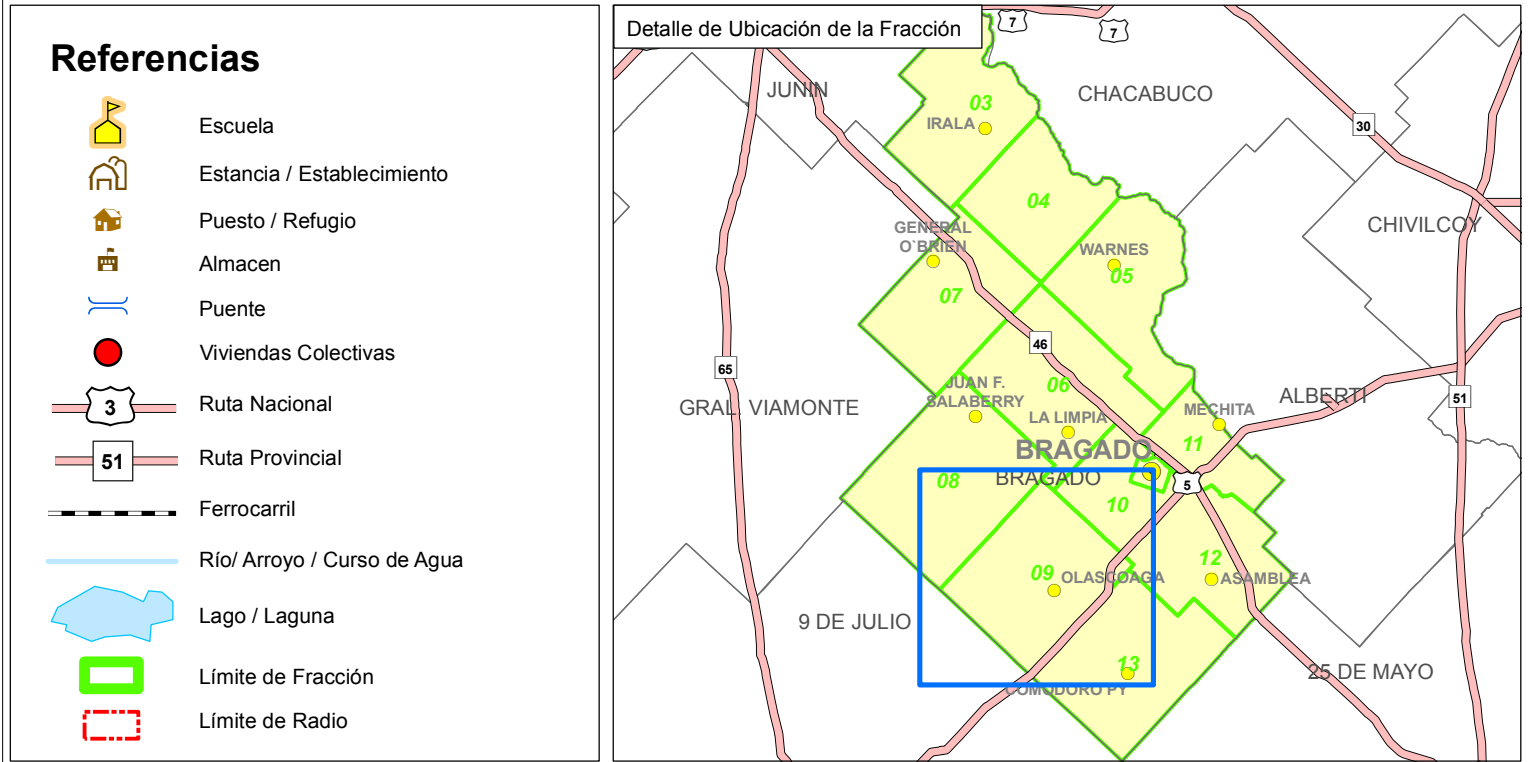 Referencias
Escuela
Estancia / Establecimiento
Puesto / Refugio
Almacen
Puente
Viviendas Colectivas
3
Ruta Nacional
51
Ruta Provincial
Ferrocarril
Río/ Arroyo / Curso de Agua
Lago / Laguna
Límite de Fracción
Límite de Radio
Detalle de Ubicación de la Fracción
7
7
JUNIN
CHACABUCO
03
IRALA
30
04
CHIVILCOY
GENERAL
O`BRIEN
WARNES
05
07
46
65
06
JUAN F.
SALABERRY
GRAL. VIAMONTE
ALBERTI
51
MECHITA
LA LIMPIA
11
BRAGADO
BRAGADO
08
5
10
12
09
OLASCOAGA
ASAMBLEA
9 DE JULIO
13
25 DE MAYO
COMODORO PY